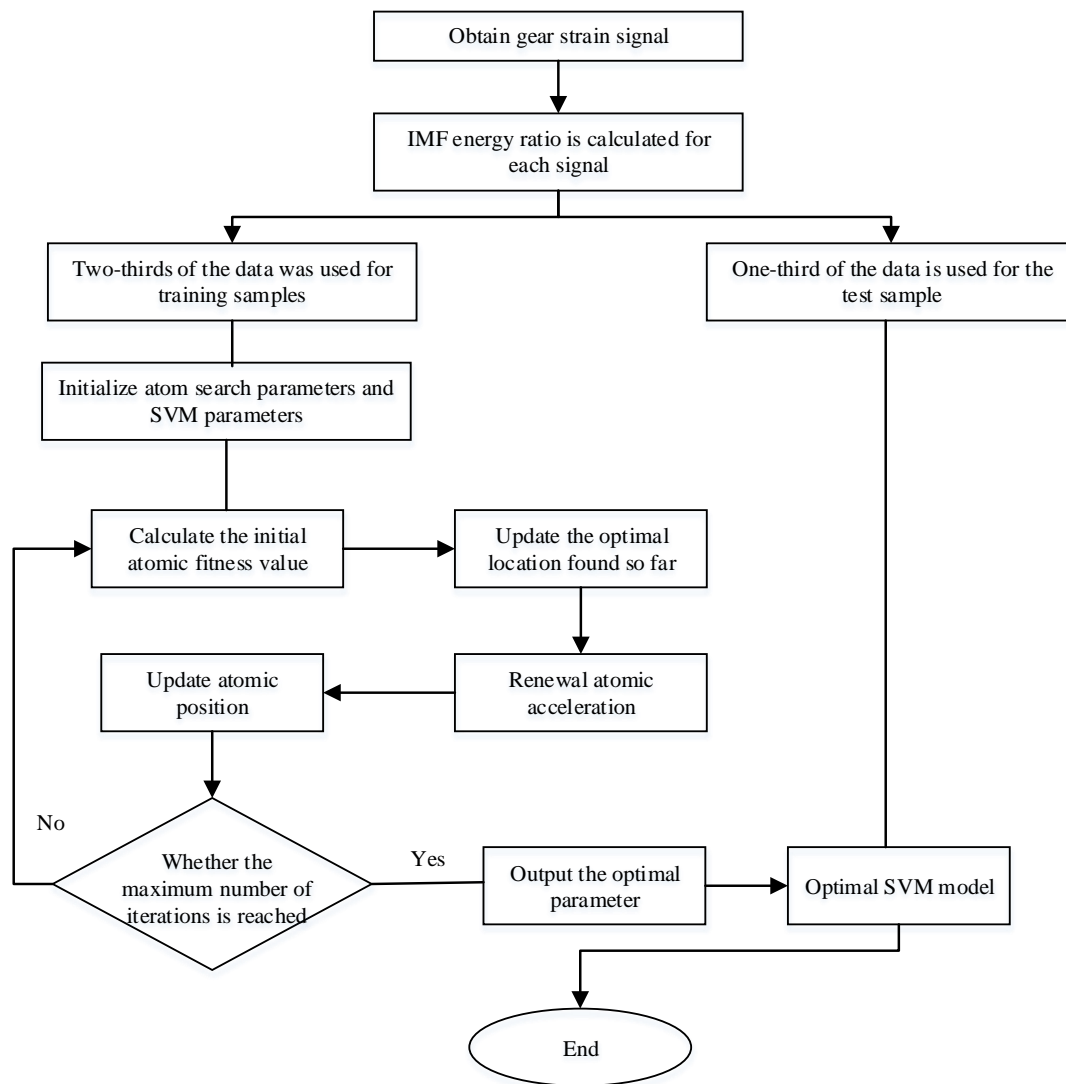 Obtain gear strain signal
IMF energy ratio is calculated for
each signal
Two-thirds of the data was used for
training samples
One-third of the data is used for the
test sample
Initialize atom search parameters and
SVM parameters
Calculate the initial
atomic fitness value
Update the optimal
location found so far
Update atomic
position
Renewal atomic
acceleration
No
Whether the
maximum number of
iterations is reached
Yes
Output the optimal
parameter
Optimal SVM model
End